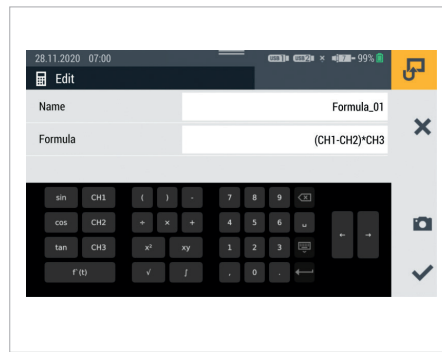 28.11.2020 07:00 99%
Edit
Name Formula_01
Formula (CH1-CH2)*CH3
sin CH1 ( ) - 7 8 9
cos CH2 ÷ × + 4 5 6
tan CH3 x² xy 1 2 3
f'(t) √ ∫ , 0 .